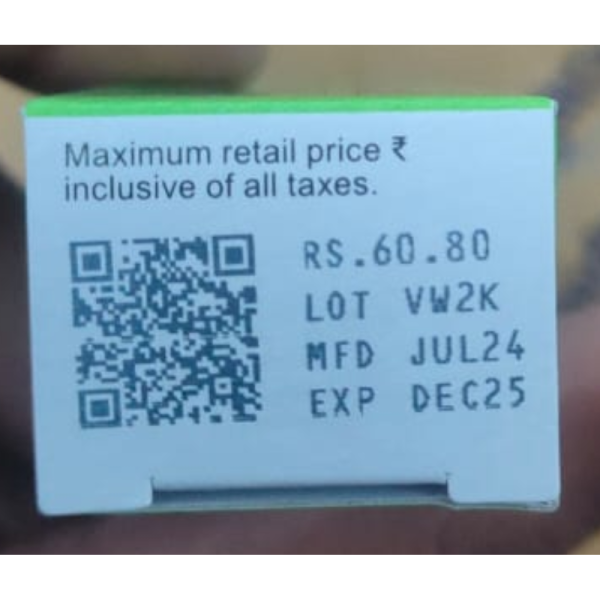 Maximum retail price ₹
inclusive of all taxes.
RS.60.80
LOT VW2K
MFD JUL24
EXP DEC25